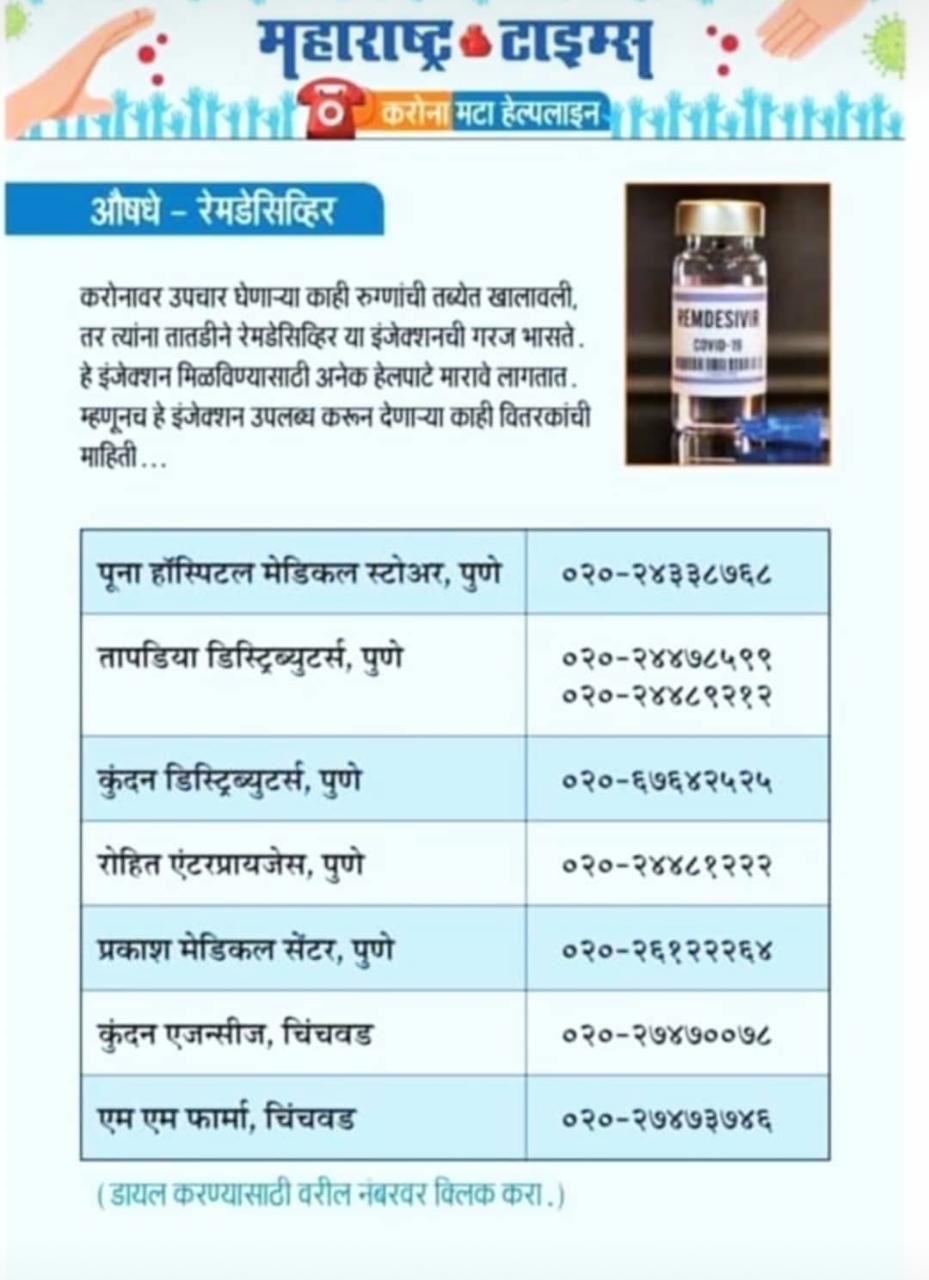 महाराष्ट्र टाइम्स
करोना मटा हेल्पलाइन
औषधे - रेमडेसिव्हिर
REMDESIVIR
COVID-19
करोनावर उपचार घेणाऱ्या काही रुग्णांची तब्येत खालावली,
तर त्यांना तातडीने रेमडेसिव्हिर या इंजेक्शनची गरज भासते.
हे इंजेक्शन मिळविण्यासाठी अनेक हेलपाटे मारावे लागतात.
म्हणूनच हे इंजेक्शन उपलब्ध करून देणाऱ्या काही वितरकांची
माहिती...
पूना हॉस्पिटल मेडिकल स्टोअर, पुणे ०२०-२४३३८७६८
तापडिया डिस्ट्रिब्युटर्स, पुणे ०२०-२४४७८५९९
०२०-२४४८९२१२
कुंदन डिस्ट्रिब्युटर्स, पुणे ०२०-६७६४२५२५
रोहित एंटरप्रायजेस, पुणे ०२०-२४४८१२२२
प्रकाश मेडिकल सेंटर, पुणे ०२०-२६१२२२६४
कुंदन एजन्सीज, चिंचवड ०२०-२७४७००७८
एम एम फार्मा, चिंचवड ०२०-२७४७३७४६
(डायल करण्यासाठी वरील नंबरवर क्लिक करा.)